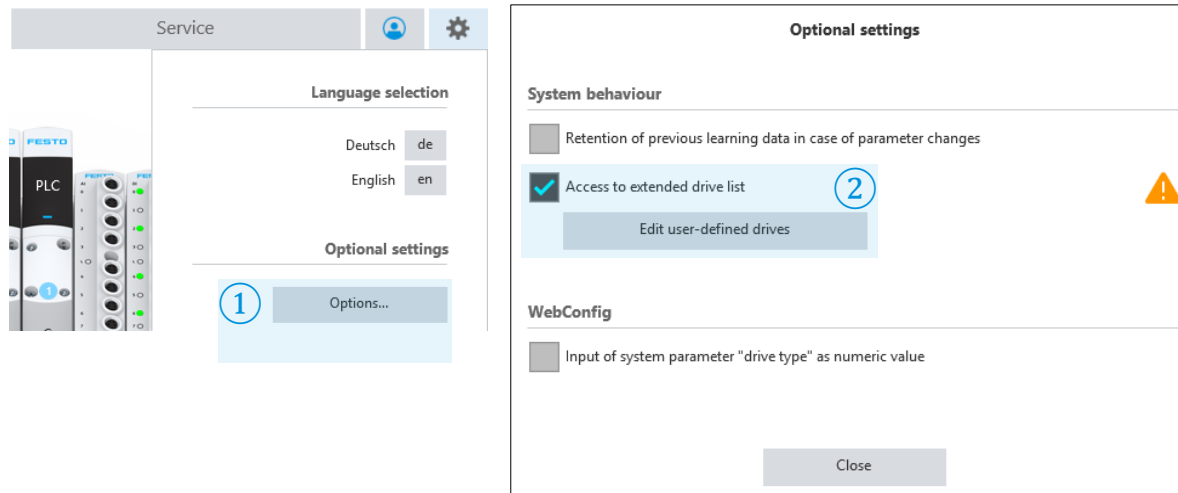 Service
Language selection
Deutsch de
English en
Optional settings
1 Options...
FESTO
PLC
1
Optional settings
System behaviour
Retention of previous learning data in case of parameter changes
Access to extended drive list 2
Edit user-defined drives
WebConfig
Input of system parameter "drive type" as numeric value
Close